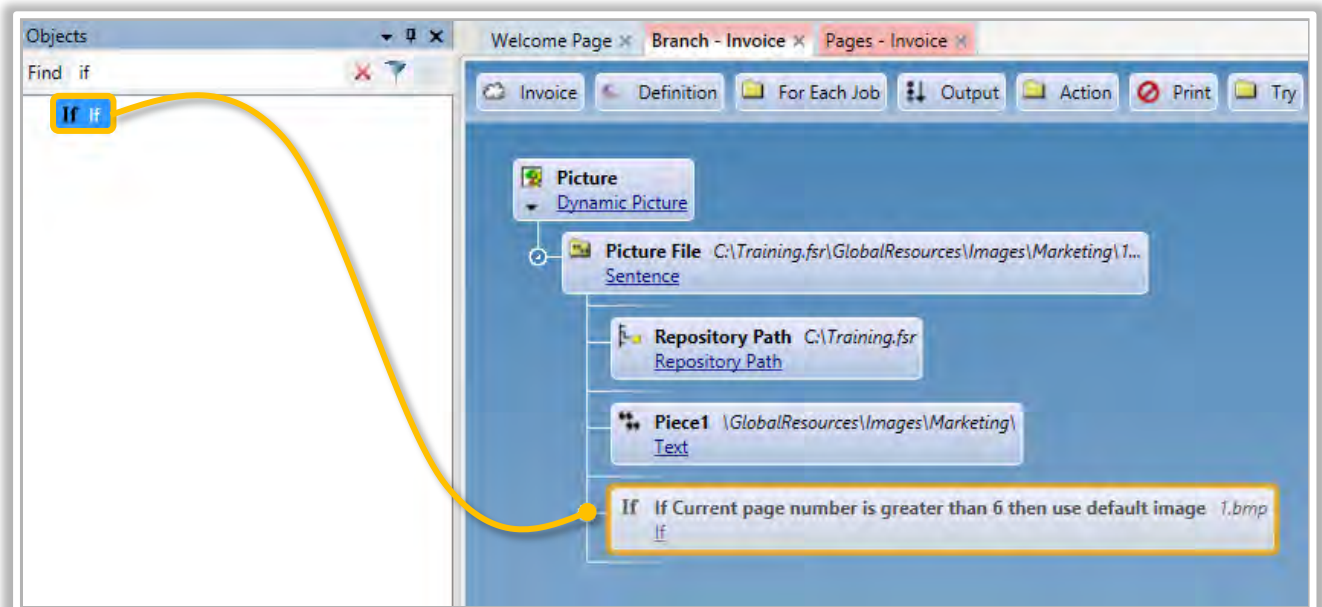 Objects
Find if
If If
Welcome Page Branch - Invoice Pages - Invoice
Invoice Definition For Each Job Output Action Print Try
Picture
Dynamic Picture
Picture File C:\Training.fsr\GlobalResources\Images\Marketing\1...
Sentence
Repository Path C:\Training.fsr
Repository Path
Piece1 \GlobalResources\Images\Marketing\
Text
If If Current page number is greater than 6 then use default image 1.bmp
If